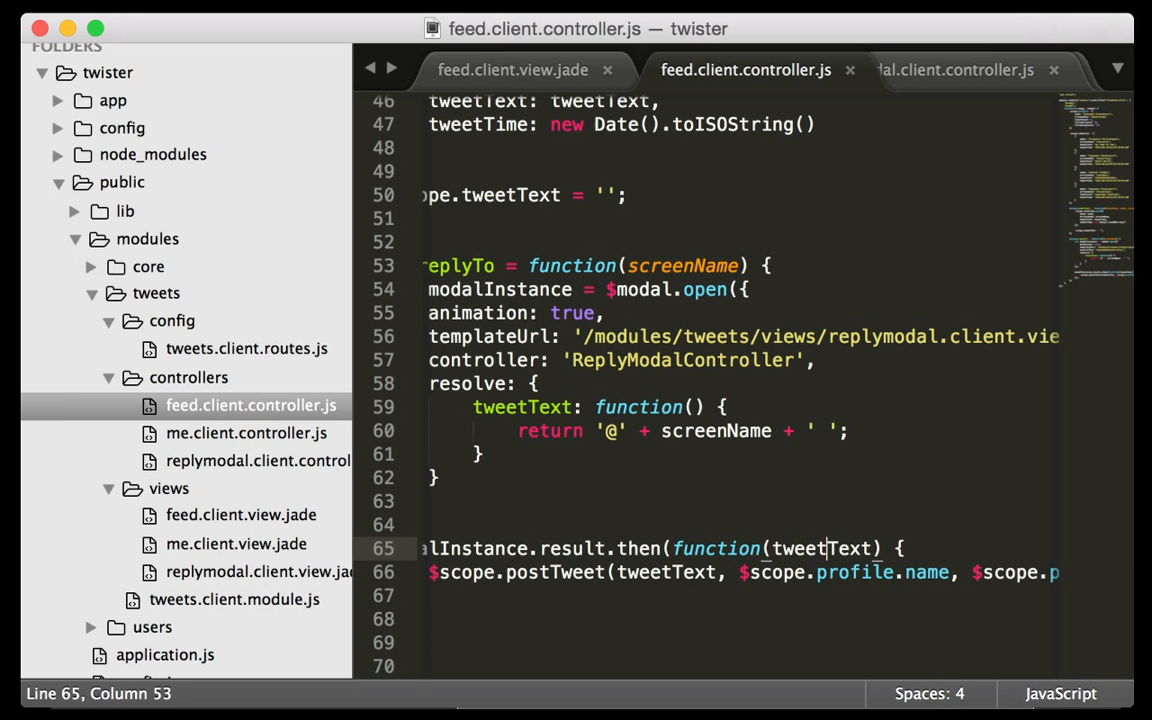 feed.client.controller.js — twister
FOLDERS
twister
app
config
node_modules
public
lib
modules
core
tweets
config
tweets.client.routes.js
controllers
feed.client.controller.js
me.client.controller.js
replymodal.client.control
views
feed.client.view.jade
me.client.view.jade
replymodal.client.view.ja
tweets.client.module.js
users
application.js
feed.client.view.jade ×
feed.client.controller.js ×
dal.client.controller.js ×
46 tweetText: tweetText,
47 tweetTime: new Date().toISOString()
48
49
50 ope.tweetText = '';
51
52
53 replyTo = function(screenName) {
54 modalInstance = $modal.open({
55 animation: true,
56 templateUrl: '/modules/tweets/views/replymodal.client.vie
57 controller: 'ReplyModalController',
58 resolve: {
59 tweetText: function() {
60 return '@' + screenName + ' ';
61 }
62 }
63
64
65 alInstance.result.then(function(tweetText) {
66 $scope.postTweet(tweetText, $scope.profile.name, $scope.p
67
68
69
70
Line 65, Column 53
Spaces: 4
JavaScript